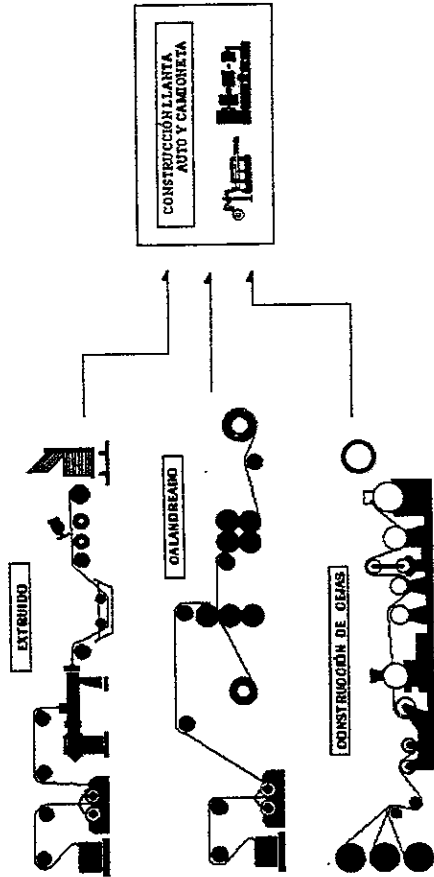 EXTRUIDO
CALANDREADO
CONSTRUCCIÓN DE CEJAS
CONSTRUCCIÓN LLANTA
AUTO Y CAMIONETA